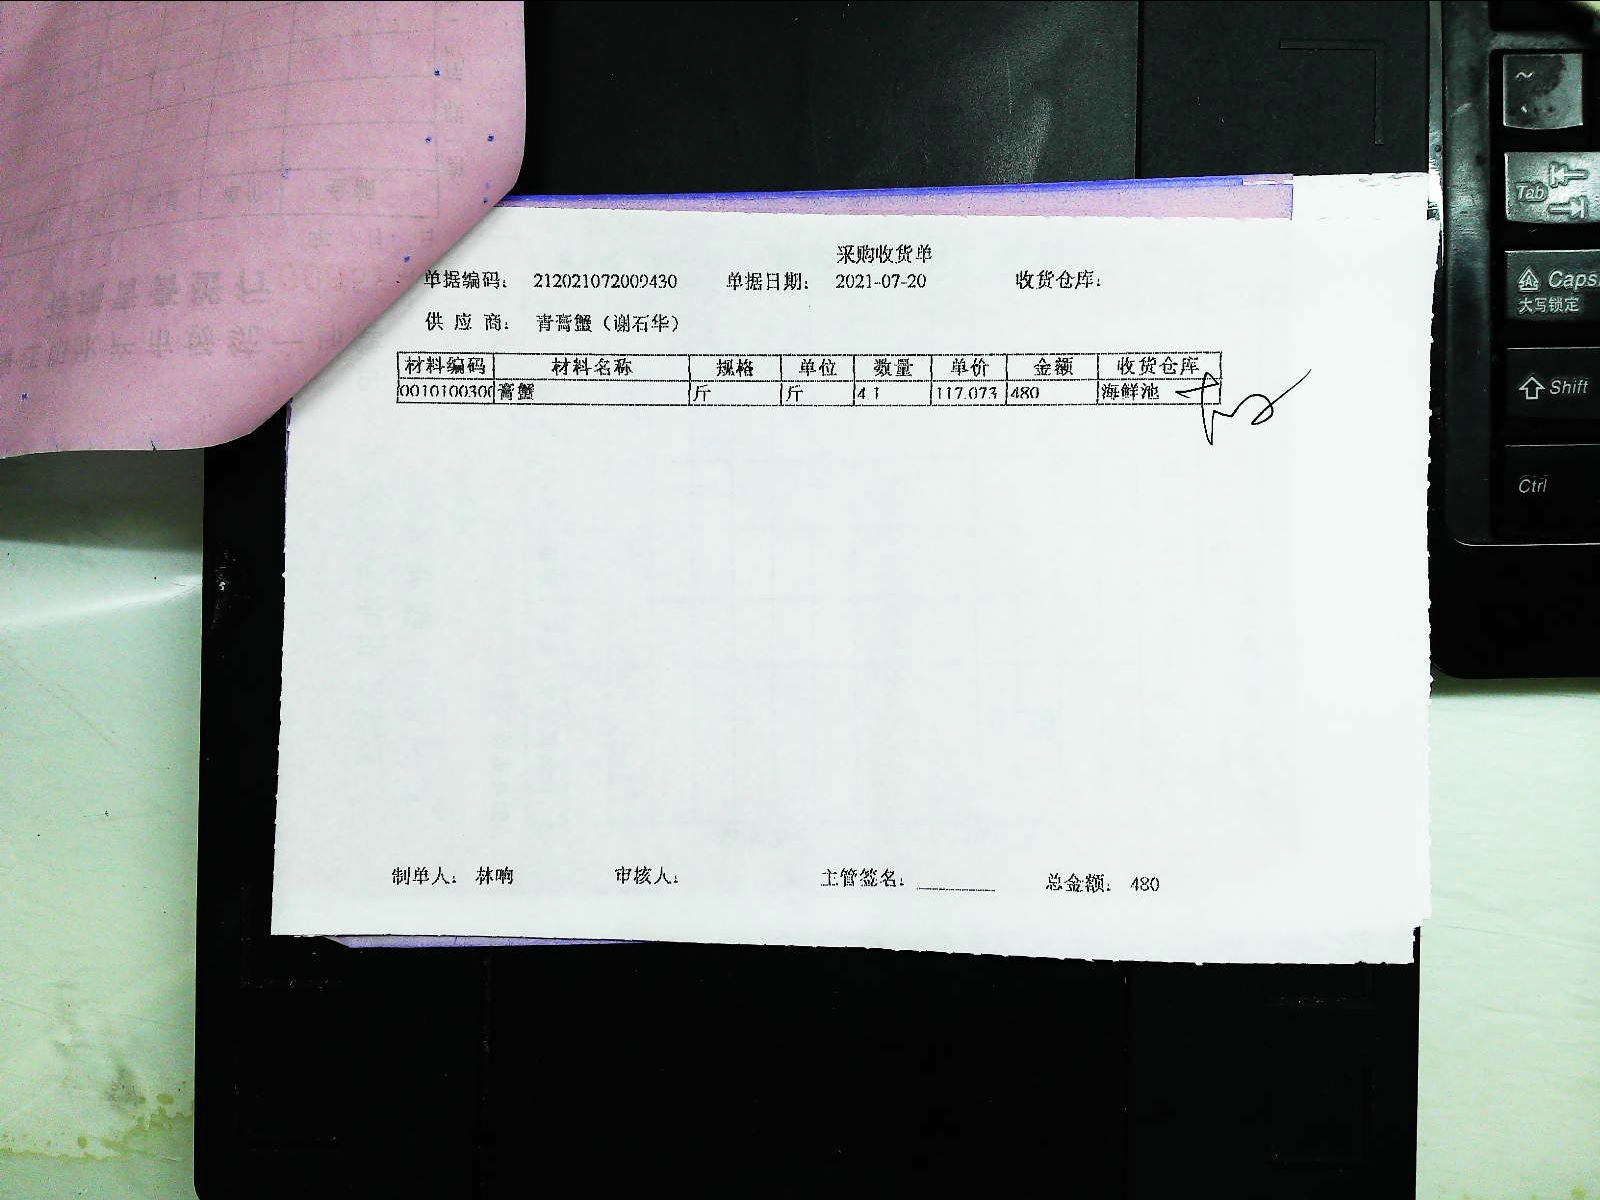 采购收货单
单据编码： 212021072009430 单据日期： 2021-07-20 收货仓库：
供 应 商： 青膏蟹（谢石华）
材料编码 材料名称 规格 单位 数量 单价 金额 收货仓库
0010100300 膏蟹 斤 斤 4.1 117.073 480 海鲜池
制单人： 林响 审核人： 主管签名： 总金额： 480
~
Tab
Caps
大写锁定
Shift
Ctrl